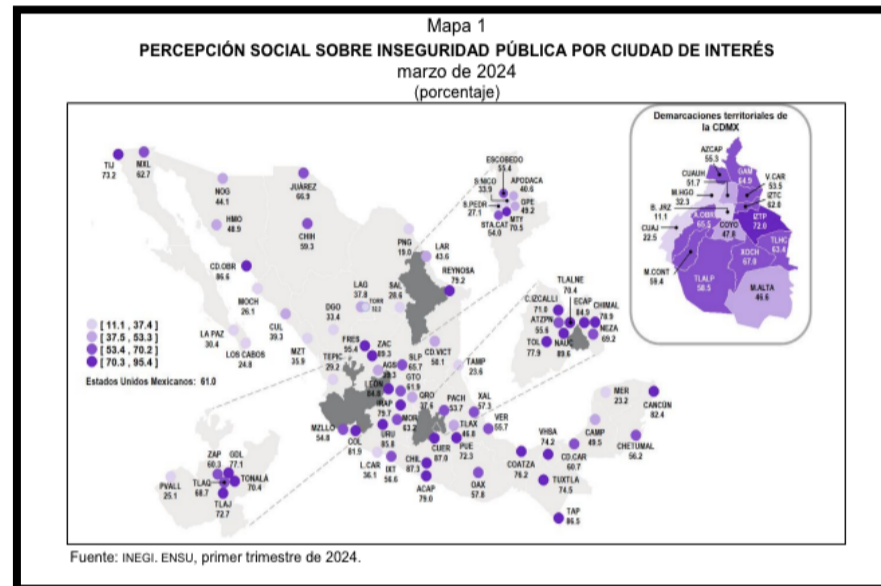 Mapa 1
PERCEPCIÓN SOCIAL SOBRE INSEGURIDAD PÚBLICA POR CIUDAD DE INTERÉS
marzo de 2024
(porcentaje)
Demarcaciones territoriales de
la CDMX
AZCAP
55.3
CUAUH
51.7
GAM
64.9
V.CAR
53.5
M.HGO
32.3
IZTC
62.8
B. JRZ
11.1
A.OBR
65.5
COYO
47.8
IZTP
72.0
CUAJ
22.5
TLHC
63.4
XOCH
67.0
M.CONT
59.4
TLALP
58.5
M.ALTA
46.6
TIJ
73.2
MXL
62.7
NOG
44.1
JUÁREZ
66.9
HMO
48.9
CHIH
59.3
CD.OBR
86.6
MOCH
26.1
LA PAZ
30.4
LOS CABOS
24.8
CUL
39.3
MZT
35.9
DGO
33.4
LAG
37.8
TORR
SAL
20.6
PNG
19.0
LAR
43.6
REYNOSA
79.2
ESCOBEDO
55.4
S.NICO
33.9
APODACA
40.6
S.PEDR
27.1
GPE
49.2
STA.CAT
54.0
MTY
70.5
TLALNE
70.4
C.IZCALLI
71.0
ECAP
84.9
CHIMAL
78.9
ATZPN
55.6
NEZA
69.2
TOL
77.9
NAUC
89.6
[ 11.1 , 37.4 ]
[ 37.5 , 53.3 ]
[ 53.4 , 70.2 ]
[ 70.3 , 95.4 ]
Estados Unidos Mexicanos: 61.0
FRES
95.4
ZAC
89.3
TEPIC
29.2
AGS
SLP
65.7
CD.VICT
50.1
TAMP
23.6
LEÓN
84.8
GTO
61.9
IRAP
79.7
QRO
37.6
PACH
53.7
XAL
57.3
MOR
63.2
TLAX
46.8
VER
55.7
MZLLO
54.8
COL
81.9
URU
85.8
CUER
87.0
PUE
72.3
L.CAR
36.1
IXT
56.6
CHIL
87.3
ACAP
79.0
OAX
57.8
COATZA
76.2
VHSA
74.2
CD.CAR
60.7
TUXTLA
74.5
TAP
86.5
CAMP
49.5
MER
23.2
CANCÚN
82.4
CHETUMAL
56.2
ZAP
60.3
GDL
77.1
TONALÁ
70.4
TLAQ
68.7
TLAJ
72.7
PVALL
25.1
Fuente: INEGI. ENSU, primer trimestre de 2024.